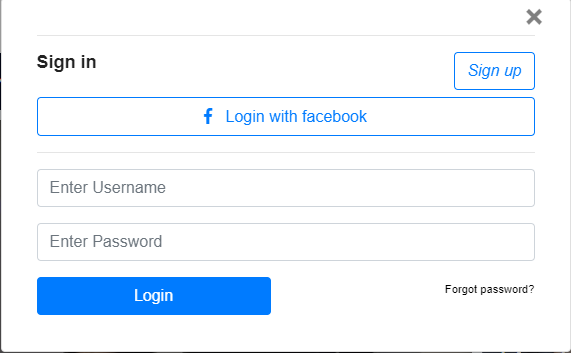 Sign in
Sign up
Login with facebook
Enter Username
Enter Password
Login
Forgot password?